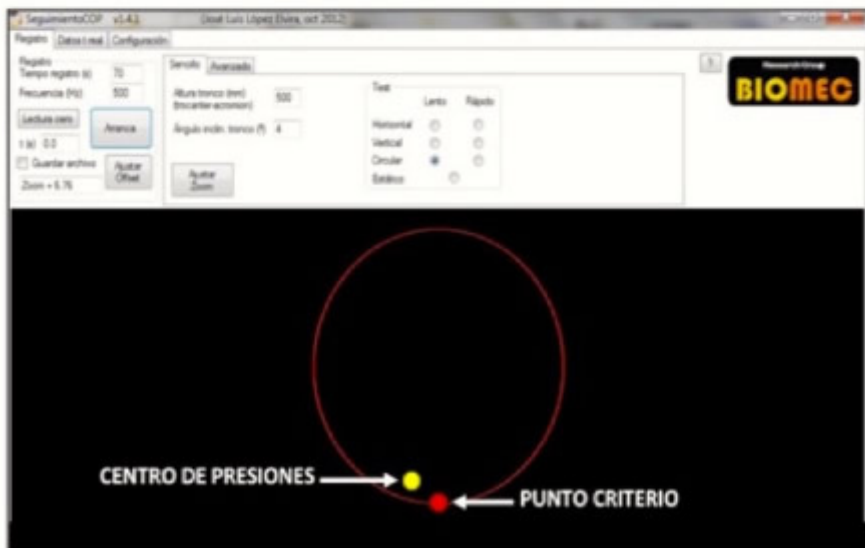 SeguimientoCOP v1.4.1 (José Luis López Elvira, oct 2012)
Registro Datos t real Configuración
Registro
Tiempo registro (s) 70
Frecuencia (Hz) 500
Lectura cero
Arranca
t (s) 0.0
Guardar archivo
Ajustar Offset
Zoom = 6.76
Sencillo Avanzado
Altura tronco (mm) 500
(trocanter-acromion)
Ángulo inclin. tronco (º) 4
Ajustar Zoom
Test
Lento Rápido
Horizontal
Vertical
Circular
Estático
Research Group
BIOMEC
CENTRO DE PRESIONES
PUNTO CRITERIO